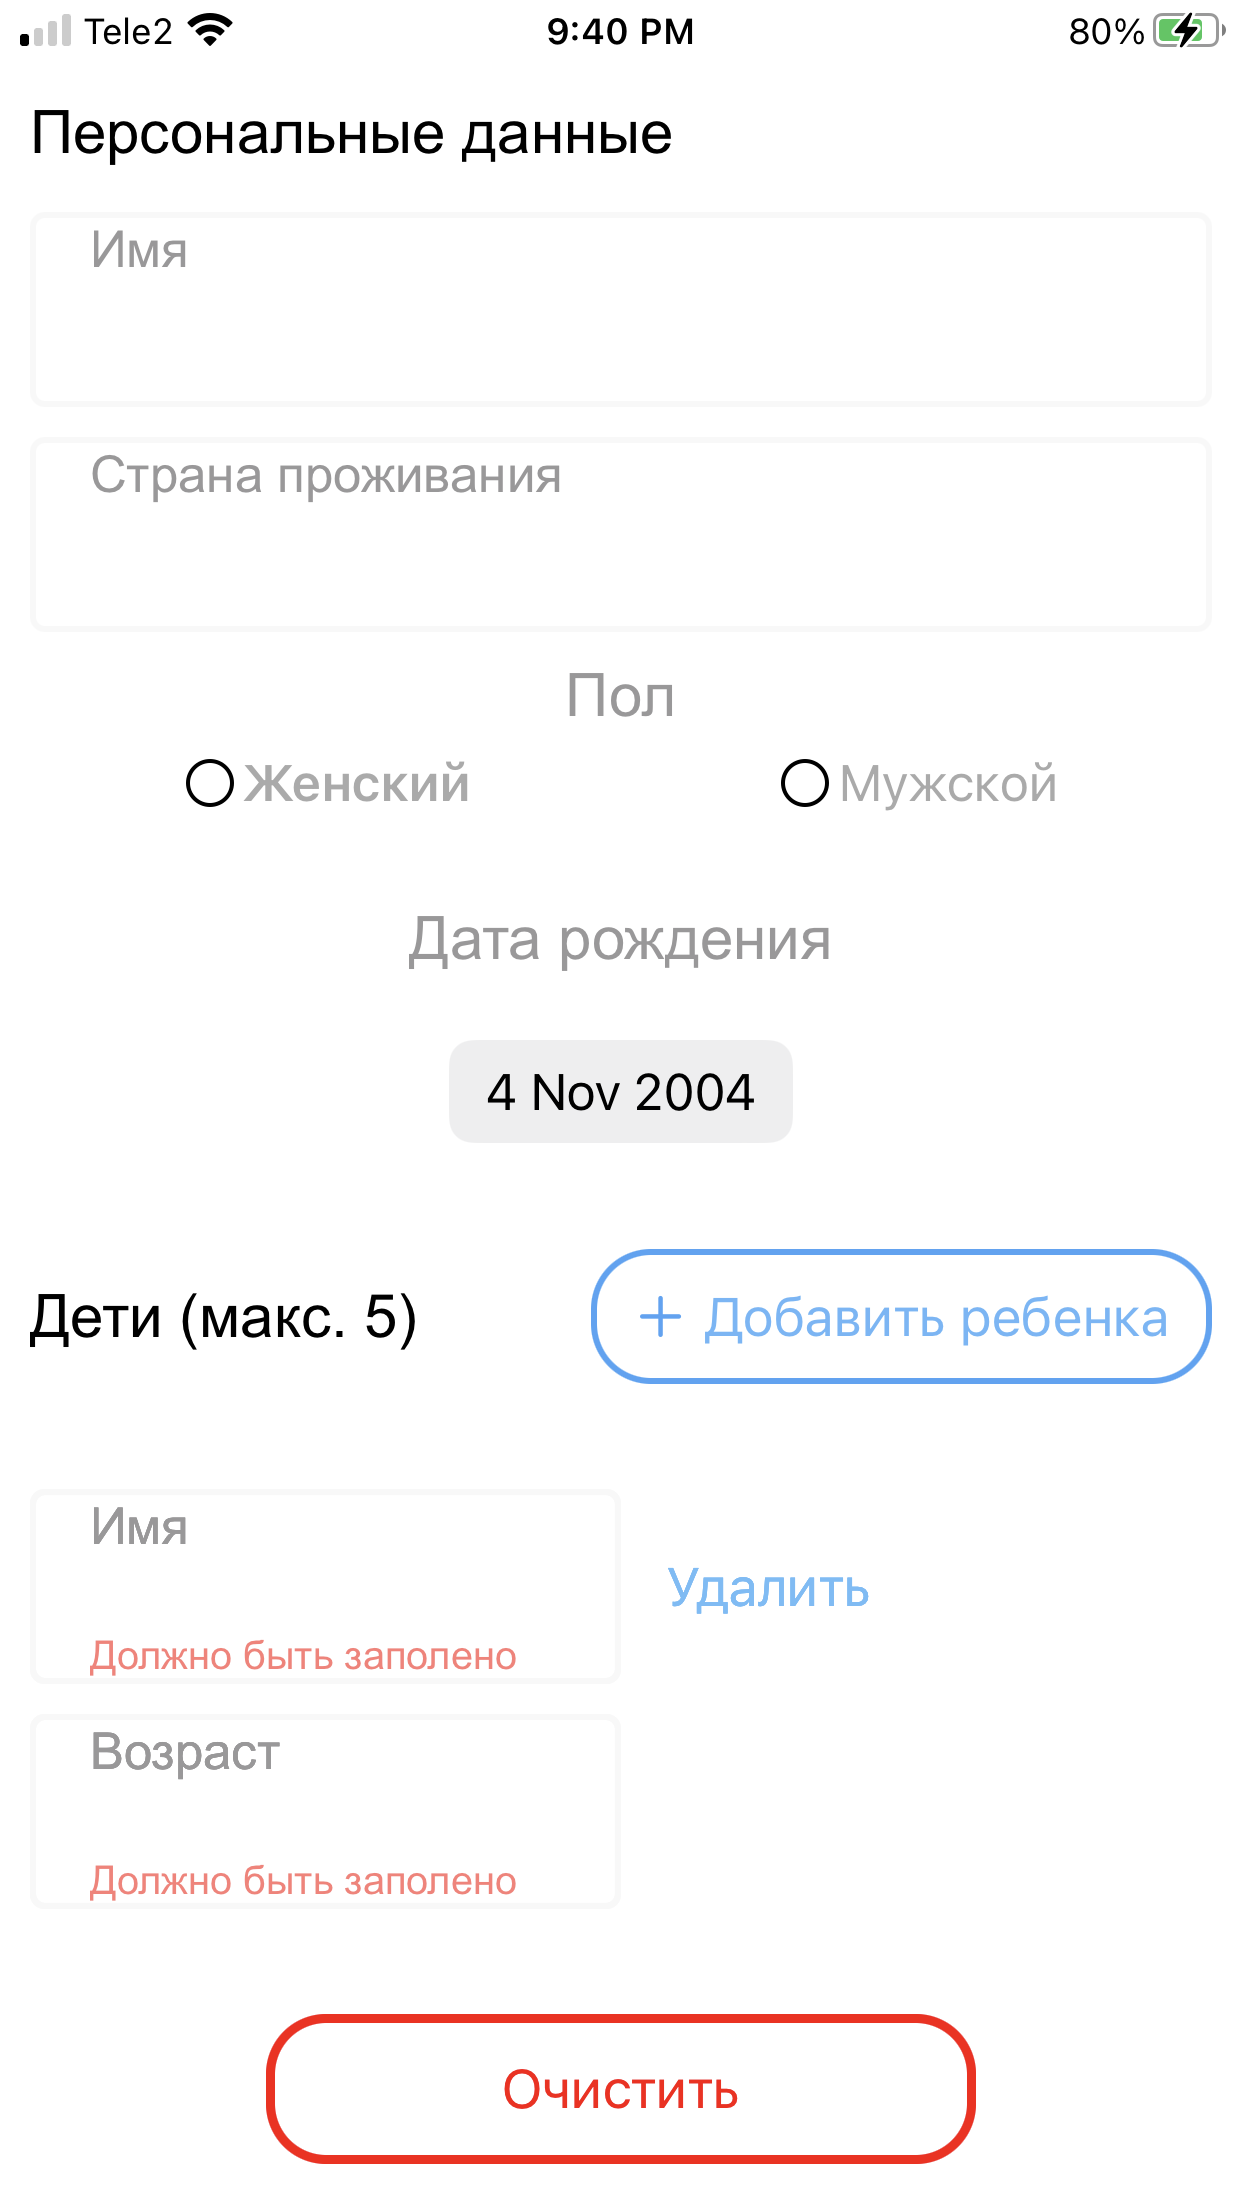 Tele2 9:40 PM 80%
Персональные данные
Имя
Страна проживания
Пол
Женский Мужской
Дата рождения
4 Nov 2004
Дети (макс. 5) + Добавить ребенка
Имя
Удалить
Должно быть заполено
Возраст
Должно быть заполено
Очистить